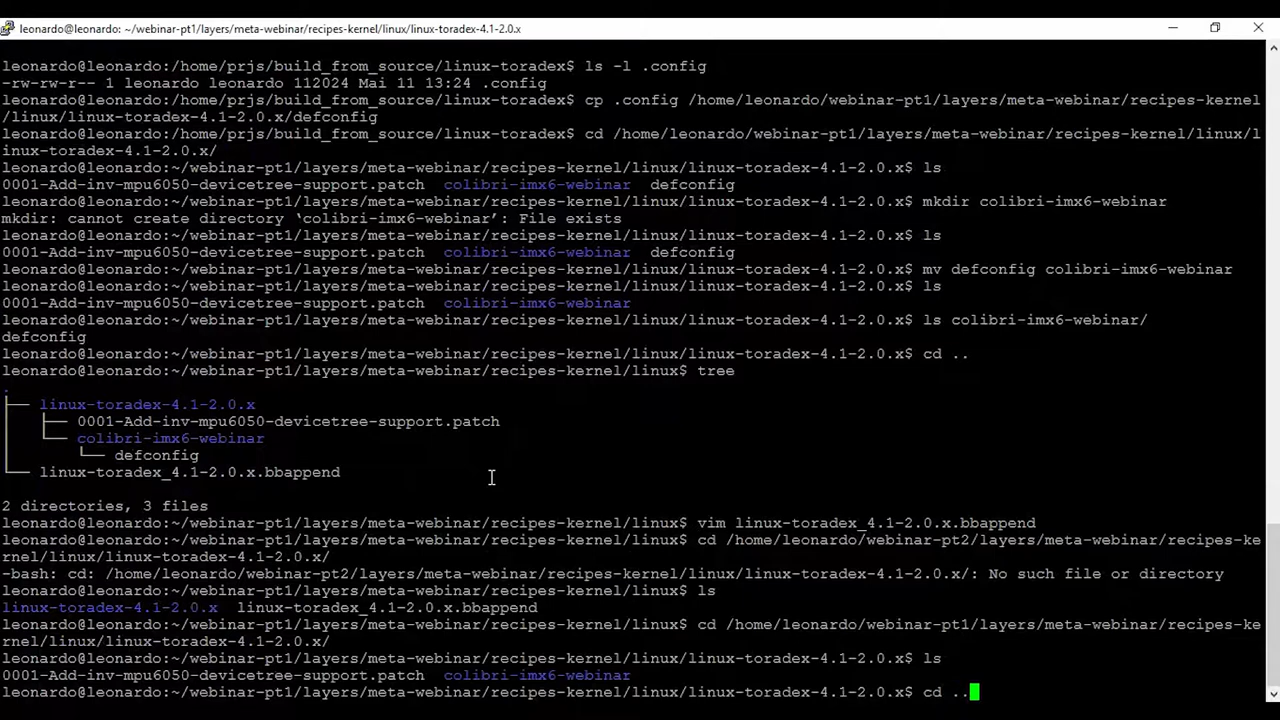 leonardo@leonardo: ~/webinar-pt1/layers/meta-webinar/recipes-kernel/linux/linux-toradex-4.1-2.0.x
leonardo@leonardo:/home/prjs/build_from_source/linux-toradex$ ls -l .config
-rw-rw-r-- 1 leonardo leonardo 112024 Mai 11 13:24 .config
leonardo@leonardo:/home/prjs/build_from_source/linux-toradex$ cp .config /home/leonardo/webinar-pt1/layers/meta-webinar/recipes-kernel
/linux/linux-toradex-4.1-2.0.x/defconfig
leonardo@leonardo:/home/prjs/build_from_source/linux-toradex$ cd /home/leonardo/webinar-pt1/layers/meta-webinar/recipes-kernel/linux/l
inux-toradex-4.1-2.0.x/
leonardo@leonardo:~/webinar-pt1/layers/meta-webinar/recipes-kernel/linux/linux-toradex-4.1-2.0.x$ ls
0001-Add-inv-mpu6050-devicetree-support.patch  colibri-imx6-webinar  defconfig
leonardo@leonardo:~/webinar-pt1/layers/meta-webinar/recipes-kernel/linux/linux-toradex-4.1-2.0.x$ mkdir colibri-imx6-webinar
mkdir: cannot create directory ‘colibri-imx6-webinar’: File exists
leonardo@leonardo:~/webinar-pt1/layers/meta-webinar/recipes-kernel/linux/linux-toradex-4.1-2.0.x$ ls
0001-Add-inv-mpu6050-devicetree-support.patch  colibri-imx6-webinar  defconfig
leonardo@leonardo:~/webinar-pt1/layers/meta-webinar/recipes-kernel/linux/linux-toradex-4.1-2.0.x$ mv defconfig colibri-imx6-webinar
leonardo@leonardo:~/webinar-pt1/layers/meta-webinar/recipes-kernel/linux/linux-toradex-4.1-2.0.x$ ls
0001-Add-inv-mpu6050-devicetree-support.patch  colibri-imx6-webinar
leonardo@leonardo:~/webinar-pt1/layers/meta-webinar/recipes-kernel/linux/linux-toradex-4.1-2.0.x$ ls colibri-imx6-webinar/
defconfig
leonardo@leonardo:~/webinar-pt1/layers/meta-webinar/recipes-kernel/linux/linux-toradex-4.1-2.0.x$ cd ..
leonardo@leonardo:~/webinar-pt1/layers/meta-webinar/recipes-kernel/linux$ tree
.
├── linux-toradex-4.1-2.0.x
│   ├── 0001-Add-inv-mpu6050-devicetree-support.patch
│   └── colibri-imx6-webinar
│       └── defconfig
└── linux-toradex_4.1-2.0.x.bbappend
2 directories, 3 files
leonardo@leonardo:~/webinar-pt1/layers/meta-webinar/recipes-kernel/linux$ vim linux-toradex_4.1-2.0.x.bbappend
leonardo@leonardo:~/webinar-pt1/layers/meta-webinar/recipes-kernel/linux$ cd /home/leonardo/webinar-pt2/layers/meta-webinar/recipes-ke
rnel/linux/linux-toradex-4.1-2.0.x/
-bash: cd: /home/leonardo/webinar-pt2/layers/meta-webinar/recipes-kernel/linux/linux-toradex-4.1-2.0.x/: No such file or directory
leonardo@leonardo:~/webinar-pt1/layers/meta-webinar/recipes-kernel/linux$ ls
linux-toradex-4.1-2.0.x  linux-toradex_4.1-2.0.x.bbappend
leonardo@leonardo:~/webinar-pt1/layers/meta-webinar/recipes-kernel/linux$ cd /home/leonardo/webinar-pt1/layers/meta-webinar/recipes-ke
rnel/linux/linux-toradex-4.1-2.0.x/
leonardo@leonardo:~/webinar-pt1/layers/meta-webinar/recipes-kernel/linux/linux-toradex-4.1-2.0.x$ ls
0001-Add-inv-mpu6050-devicetree-support.patch  colibri-imx6-webinar
leonardo@leonardo:~/webinar-pt1/layers/meta-webinar/recipes-kernel/linux/linux-toradex-4.1-2.0.x$ cd ..